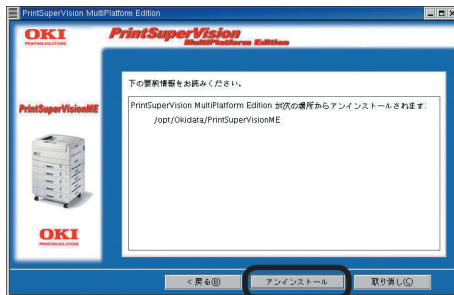 PrintSuperVision MultiPlatform Edition
OKI
PRINTING SOLUTIONS
PrintSuperVision
MultiPlatform Edition
下の要約情報をお読みください。
PrintSuperVision MultiPlatform Edition が次の場所からアンインストールされます:
/opt/Okidata/PrintSuperVisionME
PrintSuperVisionME
OKI
PRINTING SOLUTIONS
< 戻る(B)
アンインストール
取り消し(C)